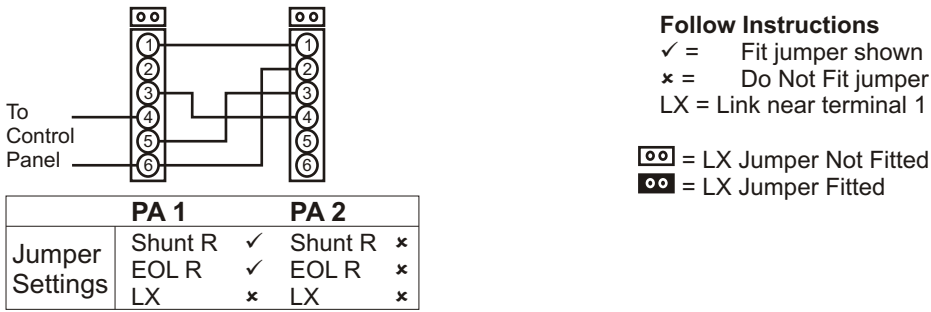 1 1
2 2
3 3
4 4
5 5
6 6
To
Control
Panel
PA 1 PA 2
Jumper
Settings
Shunt R ✓ Shunt R ×
EOL R ✓ EOL R ×
LX × LX ×
Follow Instructions
✓ = Fit jumper shown
× = Do Not Fit jumper
LX = Link near terminal 1
= LX Jumper Not Fitted
= LX Jumper Fitted